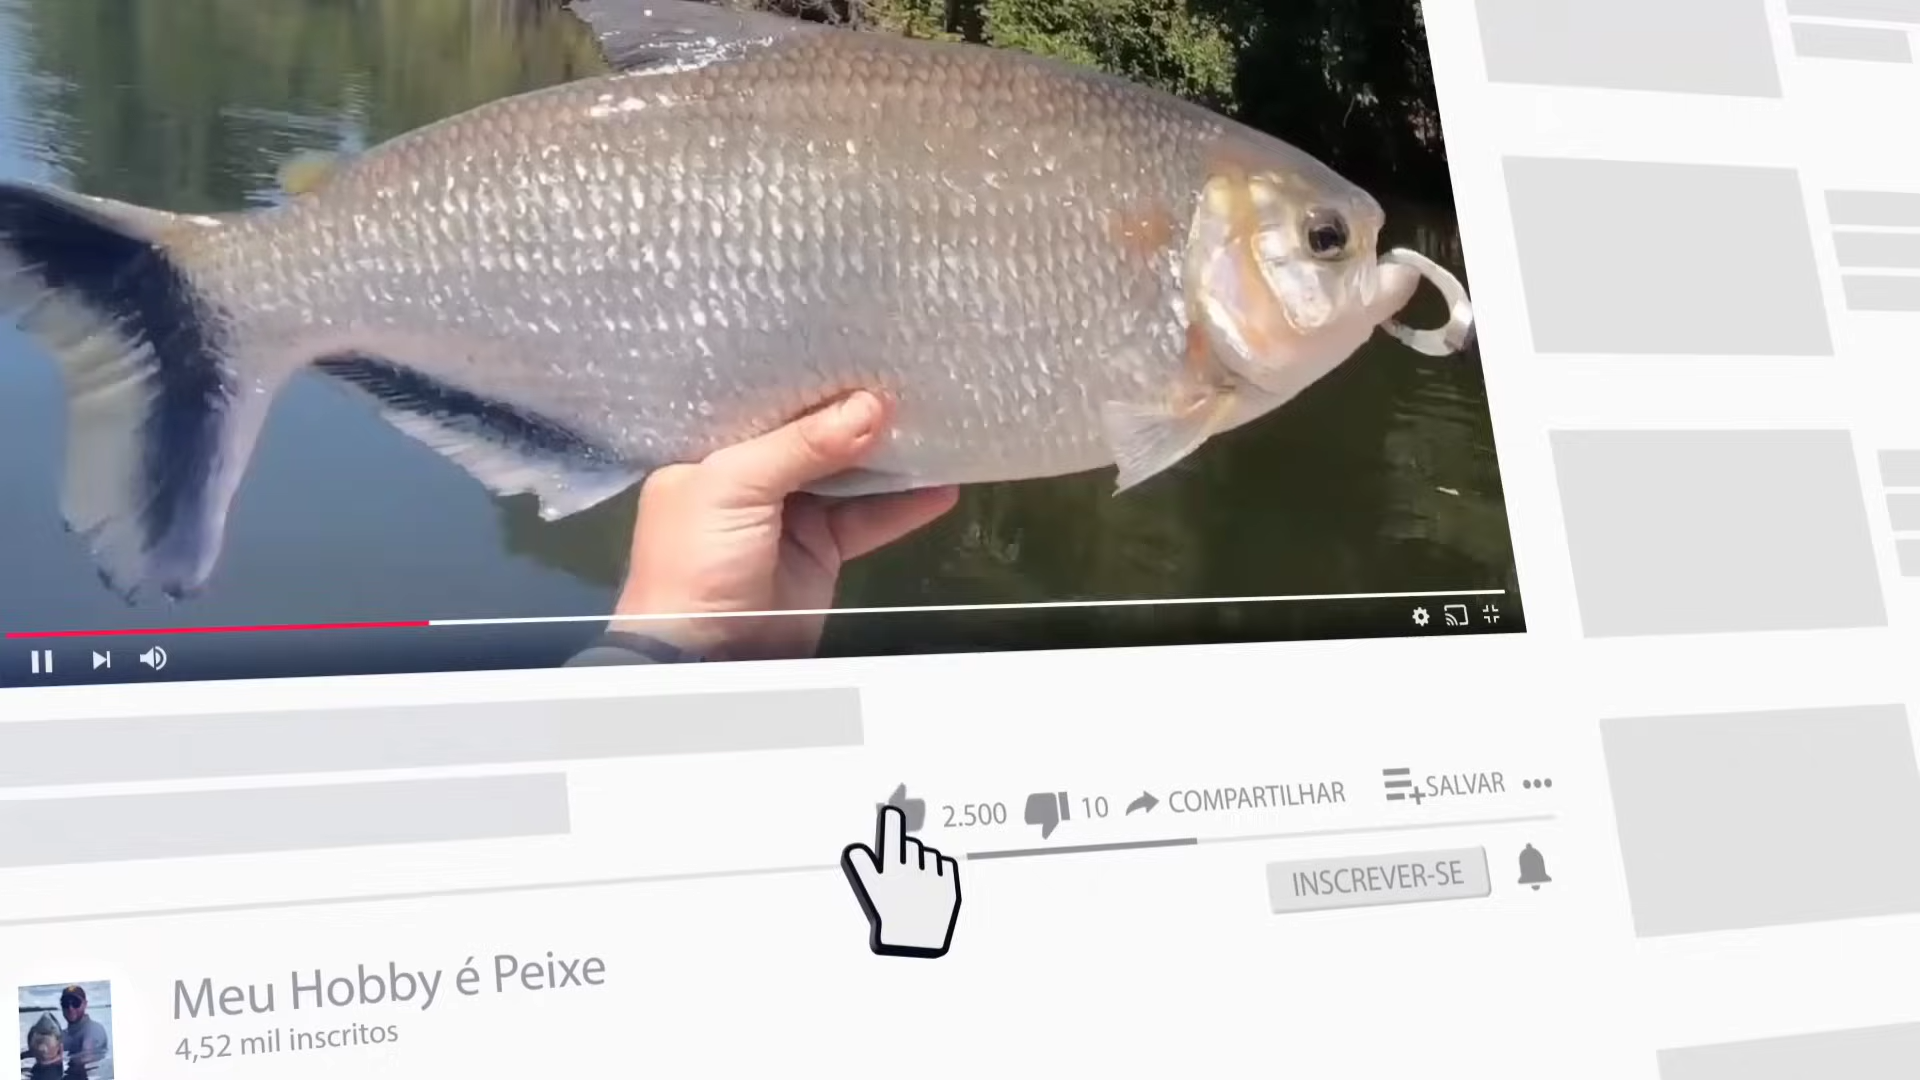 2.500
10
COMPARTILHAR
SALVAR
INSCREVER-SE
Meu Hobby é Peixe
4,52 mil inscritos